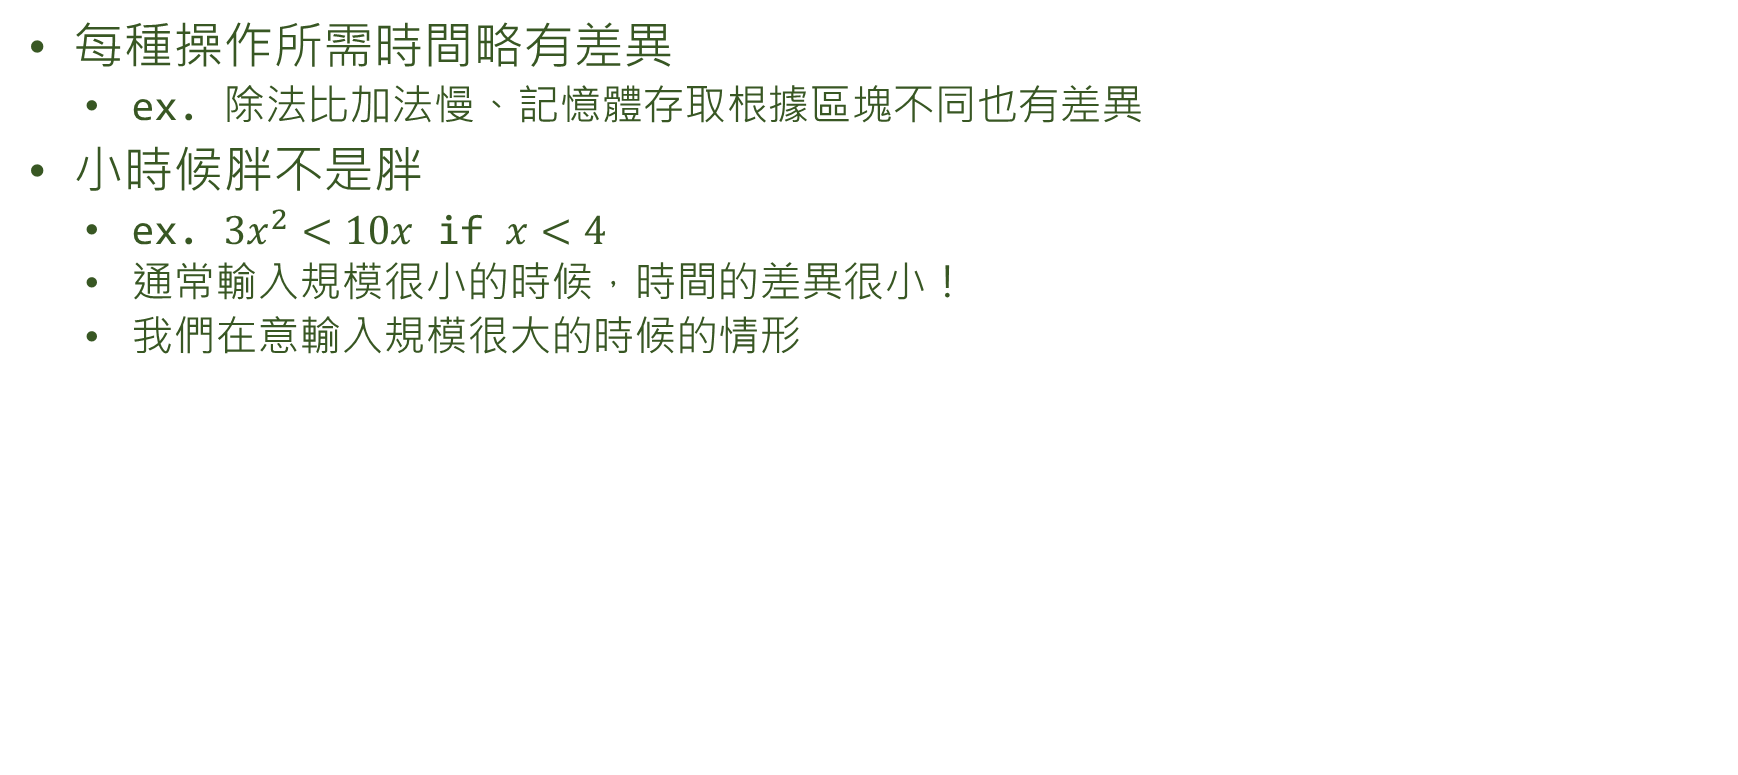 • 每種操作所需時間略有差異
• ex. 除法比加法慢、記憶體存取根據區塊不同也有差異
• 小時候胖不是胖
• ex. 3x² < 10x if x < 4
• 通常輸入規模很小的時候，時間的差異很小！
• 我們在意輸入規模很大的時候的情形